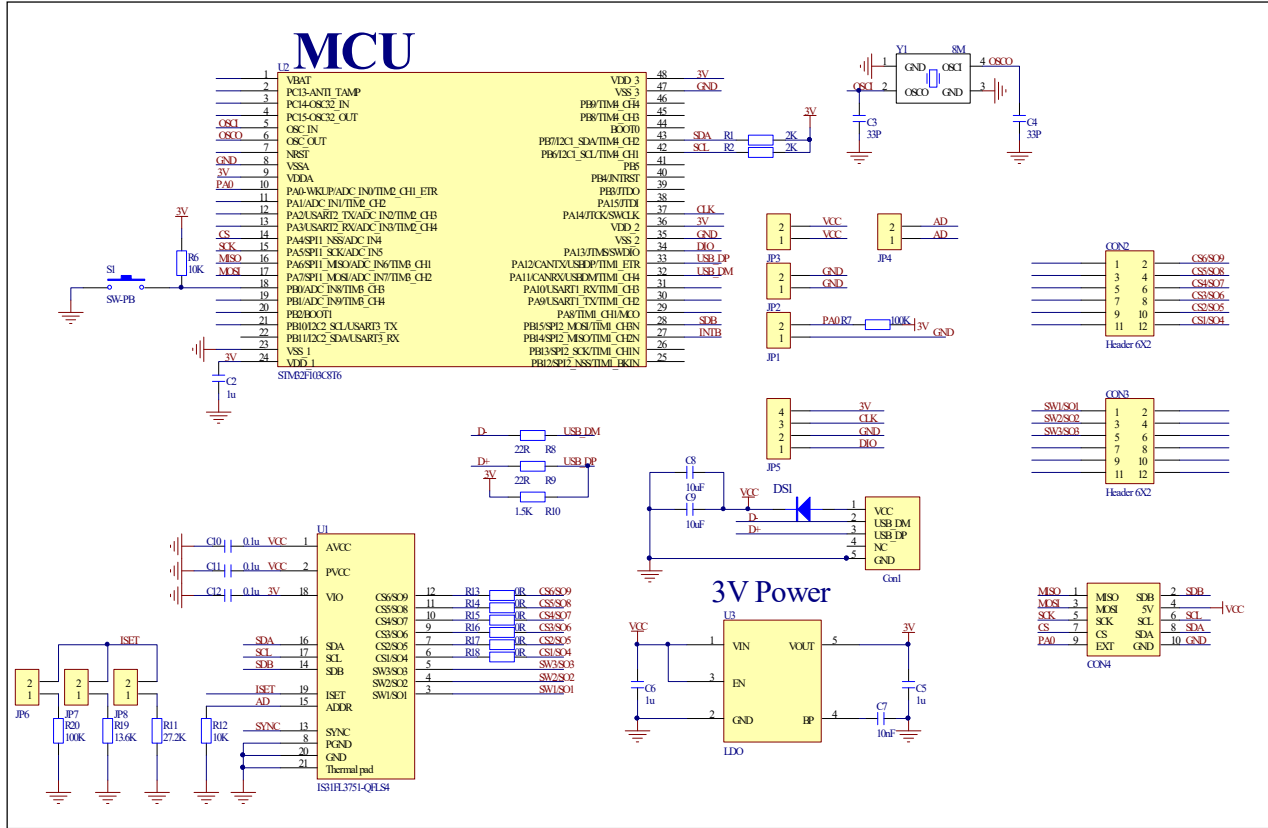 MCU
U2
1 VBAT VDD_3 48 3V
2 PC13-ANTI_TAMP VSS_3 47 GND
3 PC14-OSC32_IN PB9/TIM4_CH4 46
4 PC15-OSC32_OUT PB8/TIM4_CH3 45
OSCI 5 OSC_IN BOOT0 44
OSCO 6 OSC_OUT PB7/I2C1_SDA/TIM4_CH2 43 SDA R1 2K
7 NRST PB6/I2C1_SCL/TIM4_CH1 42 SCL R2 2K
3V
GND 8 VSSA PB5 41
3V 9 VDDA PB4/JNTRST 40
PA0 10 PA0-WKUP/ADC_IN0/TIM2_CH1_ETR PB3/JTDO 39
11 PA1/ADC_IN1/TIM2_CH2 PA15/JTDI 38
12 PA2/USART2_TX/ADC_IN2/TIM2_CH3 PA14/JTCK/SWCLK 37 CLK
13 PA3/USART2_RX/ADC_IN3/TIM2_CH4 VDD_2 36 3V
CS 14 PA4/SPI1_NSS/ADC_IN4 VSS_2 35 GND
SCK 15 PA5/SPI1_SCK/ADC_IN5 PA13/JTMS/SWDIO 34 DIO
MISO 16 PA6/SPI1_MISO/ADC_IN6/TIM3_CH1 PA12/CANTX/USBDP/TIM1_ETR 33 USB_DP
MOSI 17 PA7/SPI1_MOSI/ADC_IN7/TIM3_CH2 PA11/CANRX/USBDM/TIM1_CH4 32 USB_DM
18 PB0/ADC_IN8/TIM3_CH3 PA10/USART1_RX/TIM1_CH3 31
19 PB1/ADC_IN9/TIM3_CH4 PA9/USART1_TX/TIM1_CH2 30
20 PB2/BOOT1 PA8/TIM1_CH1/MCO 29
21 PB10/I2C2_SCL/USART3_TX PB15/SPI2_MOSI/TIM1_CH3N 28 SDB
22 PB11/I2C2_SDA/USART3_RX PB14/SPI2_MISO/TIM1_CH2N 27 INTB
23 VSS_1 PB13/SPI2_SCK/TIM1_CH1N 26
3V 24 VDD_1 PB12/SPI2_NSS/TIM1_BKIN 25
STM32F103C8T6
3V
R6
10K
S1
SW-PB
C2
1u
Y1 8M
1 GND OSCI 4 OSCO
OSCI 2 OSCO GND 3
C3
33P
C4
33P
2 VCC
1 VCC
JP3
2 AD
1 AD
JP4
2 GND
1 GND
JP2
2 PA0 R7 100K 3V
1 GND
JP1
4 3V
3 CLK
2 GND
1 DIO
JP5
CON2
1 2 CS6/SO9
3 4 CS5/SO8
5 6 CS4/SO7
7 8 CS3/SO6
9 10 CS2/SO5
11 12 CS1/SO4
Header 6X2
CON3
SW1/SO1 1 2
SW2/SO2 3 4
SW3/SO3 5 6
7 8
9 10
11 12
Header 6X2
D- USB_DM
22R R8
D+ USB_DP
3V 22R R9
1.5K R10
C8
10uF
C9
10uF
VCC DS1
1 VCC
D- 2 USB_DM
D+ 3 USB_DP
4 NC
5 GND
Con1
U1
C10 0.1u VCC 1 AVCC
C11 0.1u VCC 2 PVCC
C12 0.1u 3V 18 VIO
CS6/SO9 12 R13 0R CS6/SO9
CS5/SO8 11 R14 0R CS5/SO8
CS4/SO7 10 R15 0R CS4/SO7
CS3/SO6 9 R16 0R CS3/SO6
SDA 16 SDA CS2/SO5 7 R17 0R CS2/SO5
SCL 17 SCL CS1/SO4 6 R18 0R CS1/SO4
SDB 14 SDB SW3/SO3 5 SW3/SO3
SW2/SO2 4 SW2/SO2
ISET 19 ISET SW1/SO1 3 SW1/SO1
AD 15 ADDR
SYNC 13 SYNC
8 PGND
20 GND
21 Thermal pad
IS31FL3751-QFLS4
ISET
2
1
JP6
2
1
JP7
2
1
JP8
R20
100K
R19
13.6K
R11
27.2K
R12
10K
3V Power
U3
VCC 1 VIN VOUT 5 3V
3 EN
2 GND BP 4
LDO
C6
1u
C7
10nF
C5
1u
MISO 1 MISO SDB 2 SDB
MOSI 3 MOSI 5V 4 VCC
SCK 5 SCK SCL 6 SCL
CS 7 CS SDA 8 SDA
PA0 9 EXT GND 10 GND
CON4